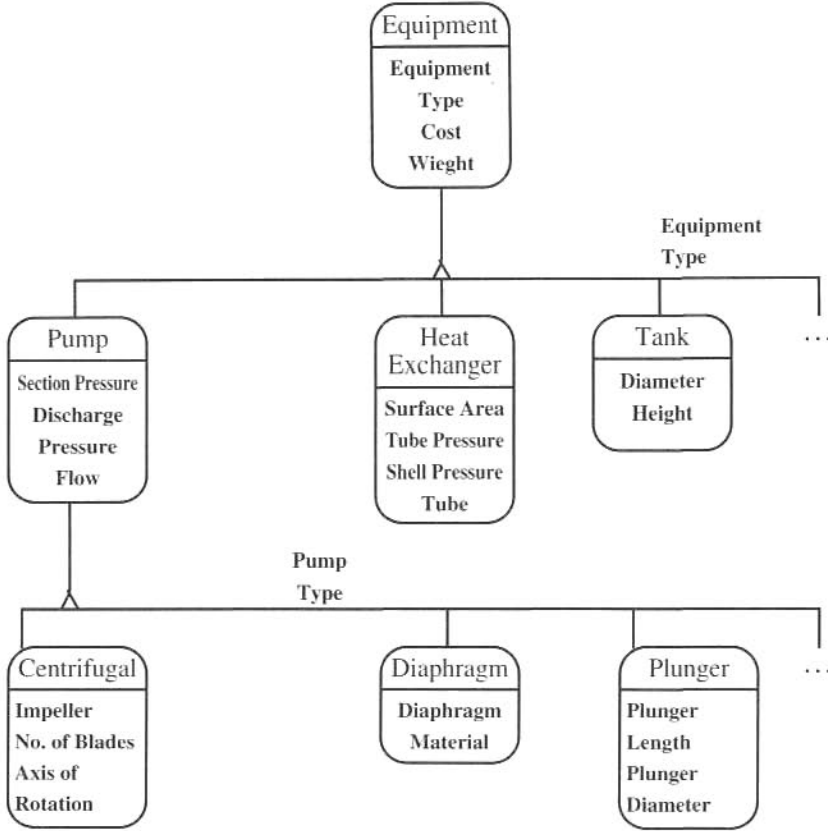 Equipment
Equipment
Type
Cost
Wieght
Equipment
Type
Pump
Section Pressure
Discharge
Pressure
Flow
Heat
Exchanger
Surface Area
Tube Pressure
Shell Pressure
Tube
Tank
Diameter
Height
...
Pump
Type
Centrifugal
Impeller
No. of Blades
Axis of
Rotation
Diaphragm
Diaphragm
Material
Plunger
Plunger
Length
Plunger
Diameter
...